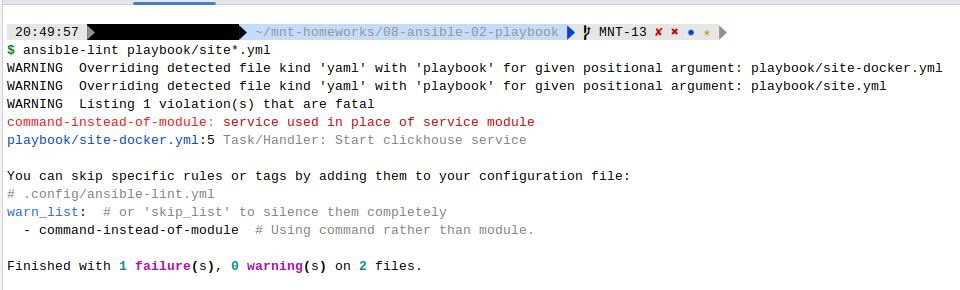 20:49:57 ~/mnt-homeworks/08-ansible-02-playbook MNT-13 ✘ ✖ ✹ ★
$ ansible-lint playbook/site*.yml
WARNING  Overriding detected file kind 'yaml' with 'playbook' for given positional argument: playbook/site-docker.yml
WARNING  Overriding detected file kind 'yaml' with 'playbook' for given positional argument: playbook/site.yml
WARNING  Listing 1 violation(s) that are fatal
command-instead-of-module: service used in place of service module
playbook/site-docker.yml:5 Task/Handler: Start clickhouse service
You can skip specific rules or tags by adding them to your configuration file:
# .config/ansible-lint.yml
warn_list:  # or 'skip_list' to silence them completely
  - command-instead-of-module  # Using command rather than module.
Finished with 1 failure(s), 0 warning(s) on 2 files.